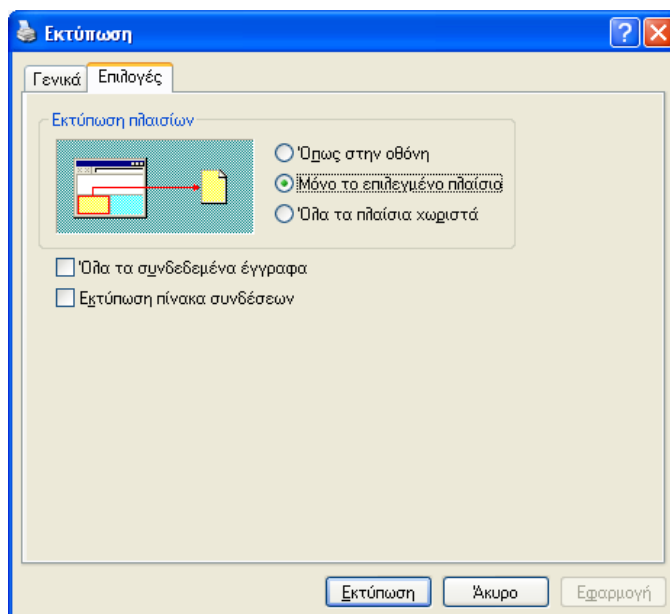 Εκτύπωση
Γενικά Επιλογές
Εκτύπωση πλαισίων
Όπως στην οθόνη
Μόνο το επιλεγμένο πλαίσιο
Όλα τα πλαίσια χωριστά
Όλα τα συνδεδεμένα έγγραφα
Εκτύπωση πίνακα συνδέσεων
Εκτύπωση Άκυρο Εφαρμογή